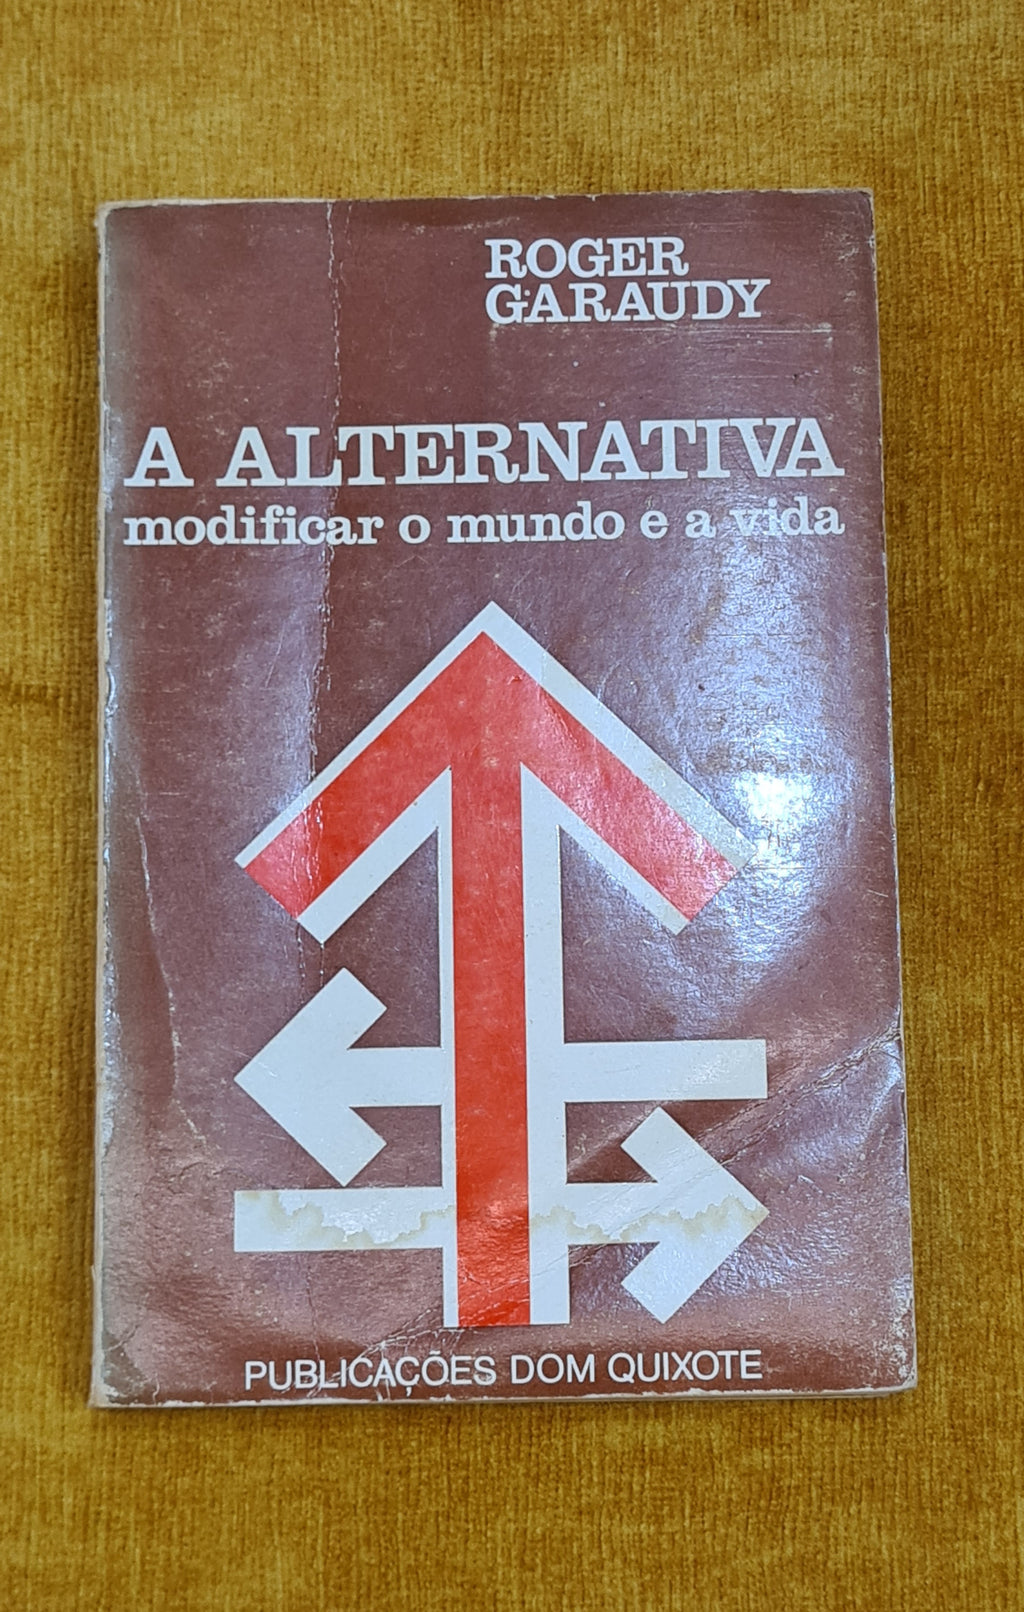 ROGER
GARAUDY
A ALTERNATIVA
modificar o mundo e a vida
PUBLICAÇÕES DOM QUIXOTE